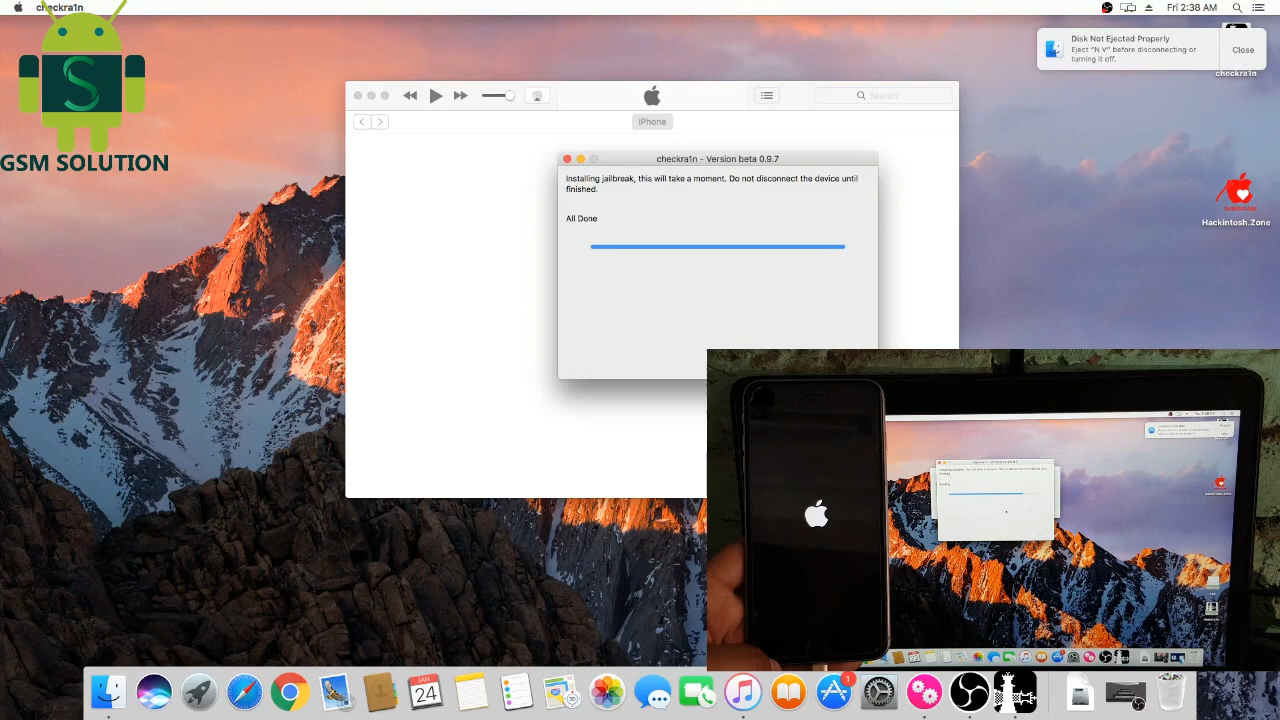 checkra1n
Fri 2:38 AM
Disk Not Ejected Properly
Eject "N V" before disconnecting or
turning it off.
Close
checkra1n
S
GSM SOLUTION
Search
iPhone
checkra1n - Version beta 0.9.7
Installing jailbreak, this will take a moment. Do not disconnect the device until
finished.
All Done
Hackintosh.Zone
JAN
24
1